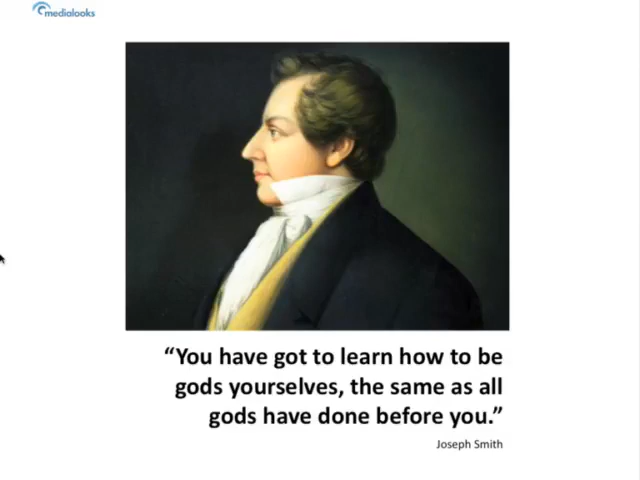 medialooks
“You have got to learn how to be
gods yourselves, the same as all
gods have done before you.”
Joseph Smith